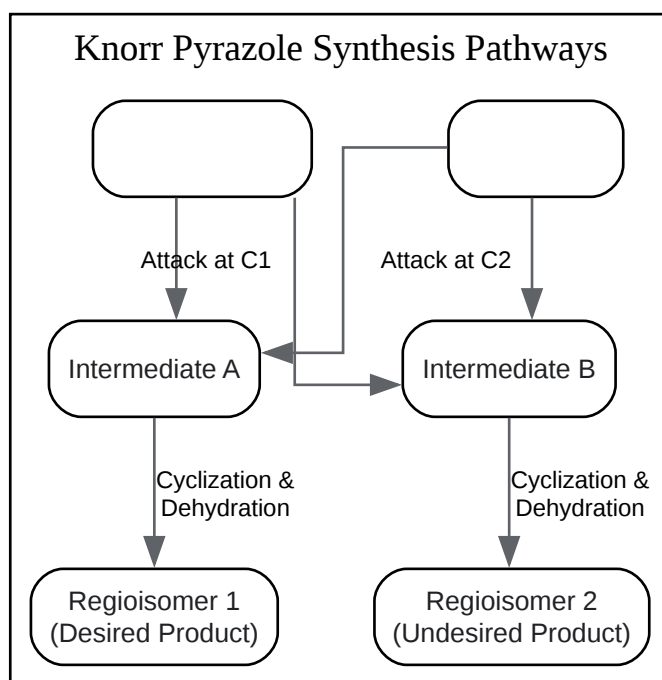 Knorr Pyrazole Synthesis Pathways
Attack at C1
Attack at C2
Intermediate A
Intermediate B
Cyclization &
Dehydration
Cyclization &
Dehydration
Regioisomer 1
(Desired Product)
Regioisomer 2
(Undesired Product)